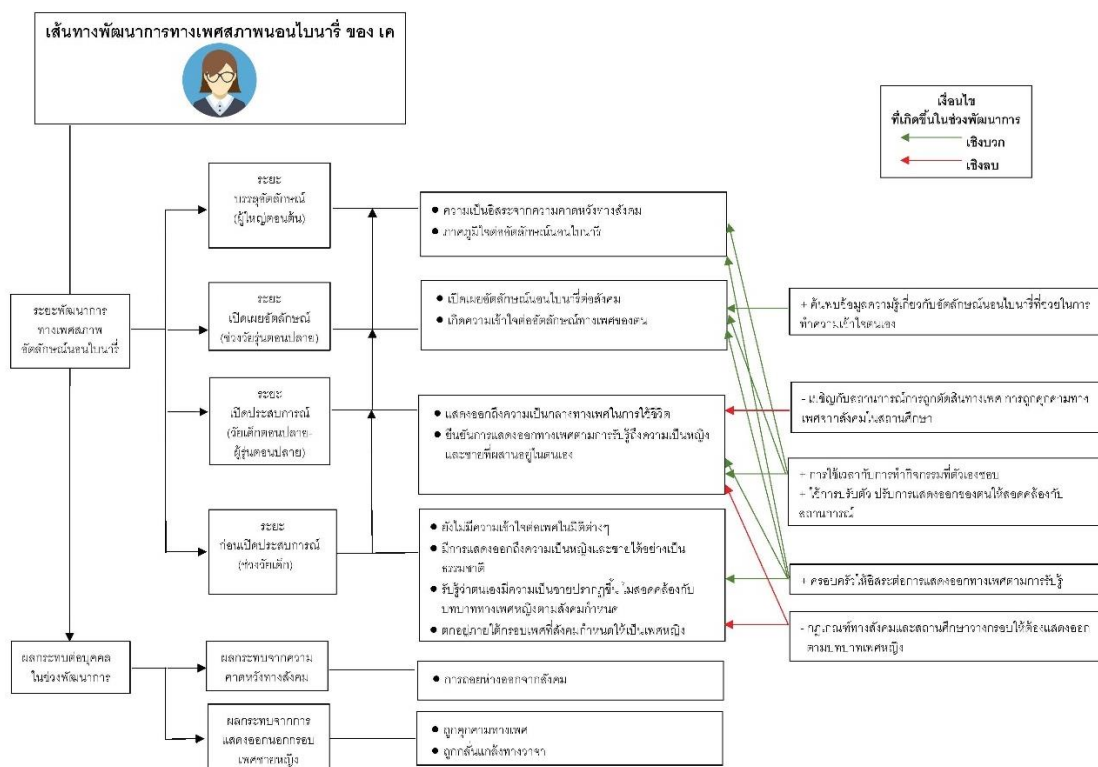 เส้นทางพัฒนาการทางเพศสภาพนอนไบนารี่ ของ เค
เงื่อนไข
ที่เกิดขึ้นในช่วงพัฒนาการ
เชิงบวก
เชิงลบ
ระยะพัฒนาการ
ทางเพศสภาพ
อัตลักษณ์นอนไบนารี่
ระยะ
บรรลุอัตลักษณ์
(ผู้ใหญ่ตอนต้น)
● ความเป็นอิสระจากความคาดหวังทางสังคม
● ภาคภูมิใจต่ออัตลักษณ์นอนไบนารี่
ระยะ
เปิดเผยอัตลักษณ์
(ช่วงวัยรุ่นตอนปลาย)
● เปิดเผยอัตลักษณ์นอนไบนารี่ต่อสังคม
● เกิดความเข้าใจต่ออัตลักษณ์ทางเพศของตน
+ ค้นพบข้อมูลความรู้เกี่ยวกับอัตลักษณ์นอนไบนารี่ที่ช่วยในการ
ทำความเข้าใจตนเอง
ระยะ
เปิดประสบการณ์
(วัยเด็กตอนปลาย-
ผู้รุ่นตอนปลาย)
● แสดงออกถึงความเป็นกลางทางเพศในการใช้ชีวิต
● ยืนยันการแสดงออกทางเพศตามการรับรู้ถึงความเป็นหญิง
และชายที่ผสานอยู่ในตนเอง
- เผชิญกับสถานการณ์การถูกตัดสินทางเพศ การถูกคุกคามทาง
เพศจากสังคมในสถานศึกษา
+ การใช้เวลากับการทำกิจกรรมที่ตัวเองชอบ
+ ใช้การปรับตัว ปรับการแสดงออกของตนให้สอดคล้องกับ
สถานการณ์
ระยะ
ก่อนเปิดประสบการณ์
(ช่วงวัยเด็ก)
● ยังไม่มีความเข้าใจต่อเพศในมิติต่างๆ
● มีการแสดงออกถึงความเป็นหญิงและชายได้อย่างเป็น
ธรรมชาติ
● รับรู้ว่าตนเองมีความเป็นชายปรากฏขึ้นไม่สอดคล้องกับ
บทบาททางเพศหญิงตามสังคมกำหนด
● ตกอยู่ภายใต้กรอบเพศที่สังคมกำหนดให้เป็นเพศหญิง
+ ครอบครัวให้อิสระต่อการแสดงออกทางเพศตามการรับรู้
- กฎเกณฑ์ทางสังคมและสถานศึกษาวางกรอบให้ต้องแสดงออก
ตามบทบาทเพศหญิง
ผลกระทบต่อบุคคล
ในช่วงพัฒนาการ
ผลกระทบจากความ
คาดหวังทางสังคม
● การถอยห่างออกจากสังคม
ผลกระทบจากการ
แสดงออกนอกกรอบ
เพศชายหญิง
● ถูกคุกคามทางเพศ
● ถูกกลั่นแกล้งทางวาจา